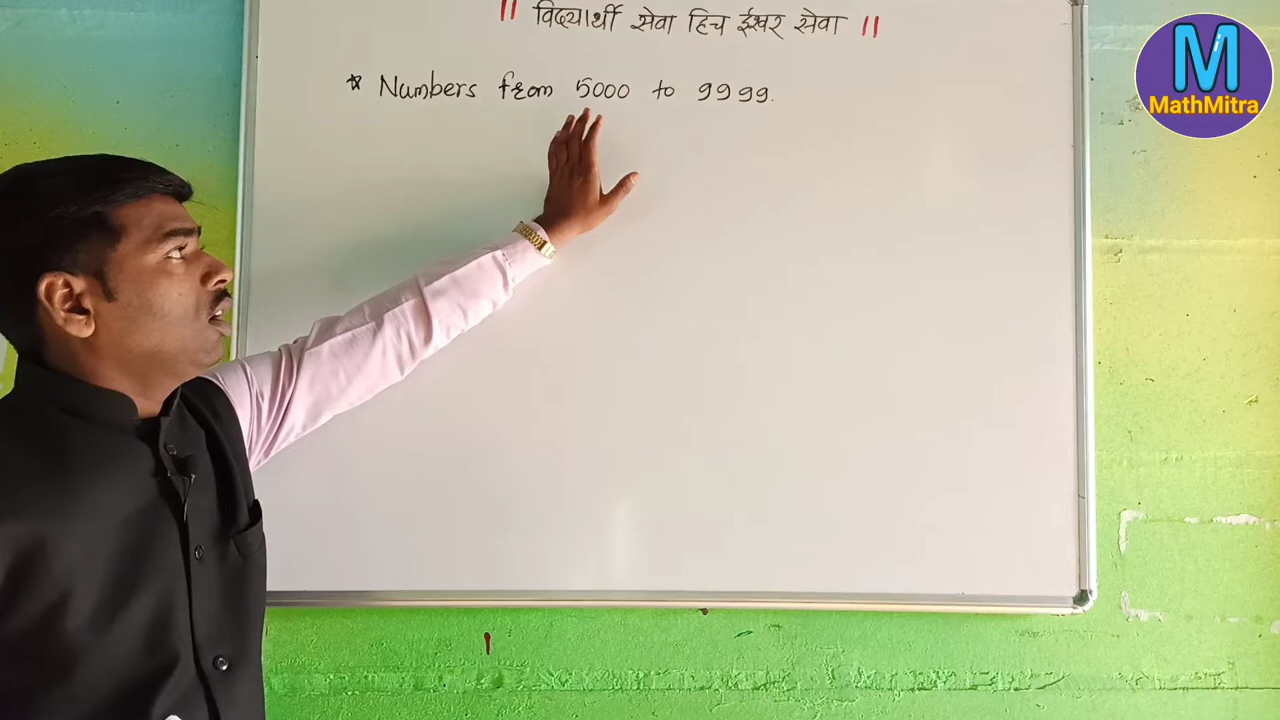 || विद्यार्थी सेवा हिच ईश्वर सेवा ||
* Numbers from 5000 to 9999.
M
MathMitra